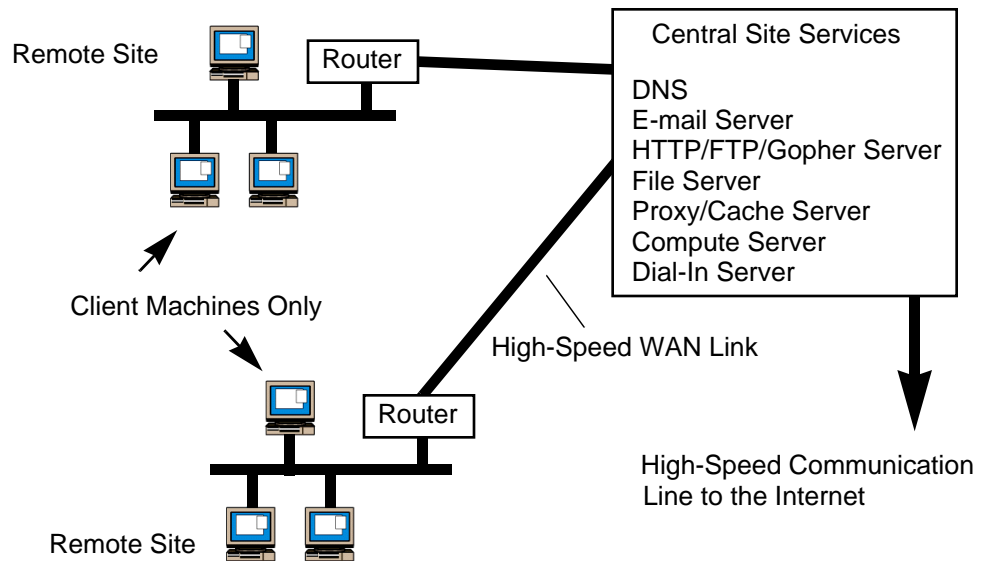 Remote Site
Router
Central Site Services
DNS
E-mail Server
HTTP/FTP/Gopher Server
File Server
Proxy/Cache Server
Compute Server
Dial-In Server
Client Machines Only
High-Speed WAN Link
Router
High-Speed Communication
Line to the Internet
Remote Site